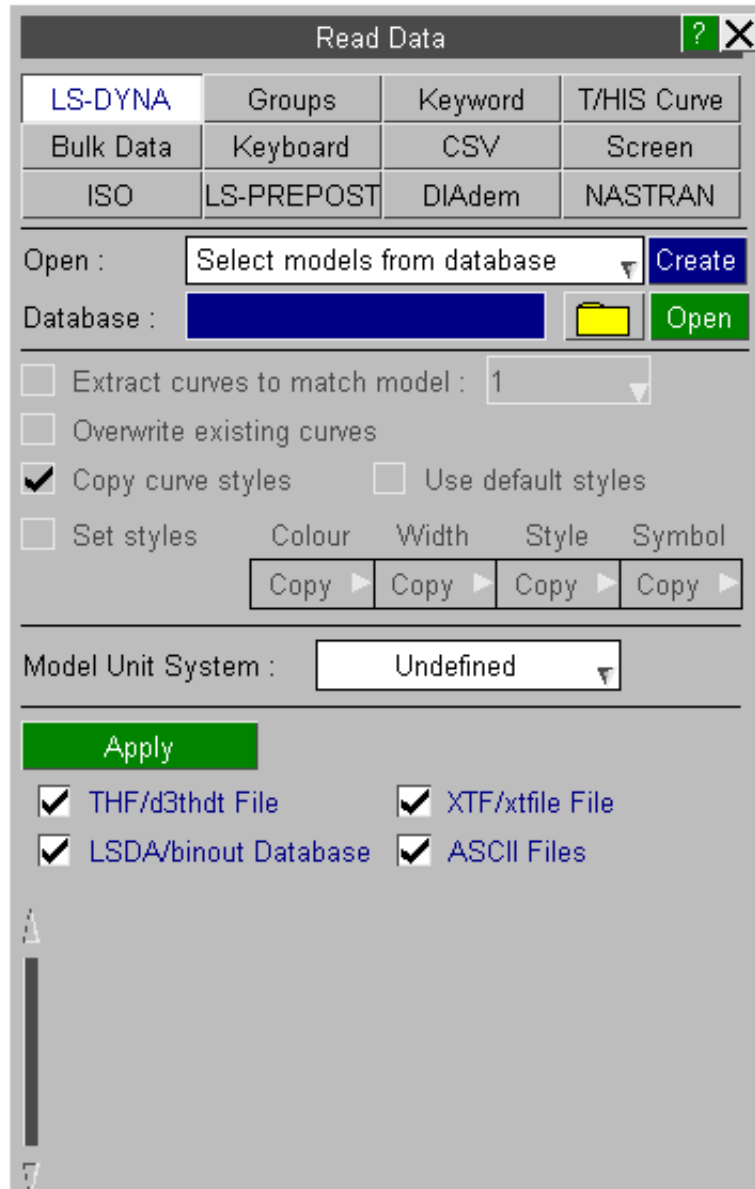 Read Data ?
LS-DYNA Groups Keyword T/HIS Curve
Bulk Data Keyboard CSV Screen
ISO LS-PREPOST DIAdem NASTRAN
Open : Select models from database Create
Database : Open
Extract curves to match model : 1
Overwrite existing curves
Copy curve styles Use default styles
Set styles Colour Width Style Symbol
Copy Copy Copy Copy
Model Unit System : Undefined
Apply
THF/d3thdt File XTF/xtfile File
LSDA/binout Database ASCII Files